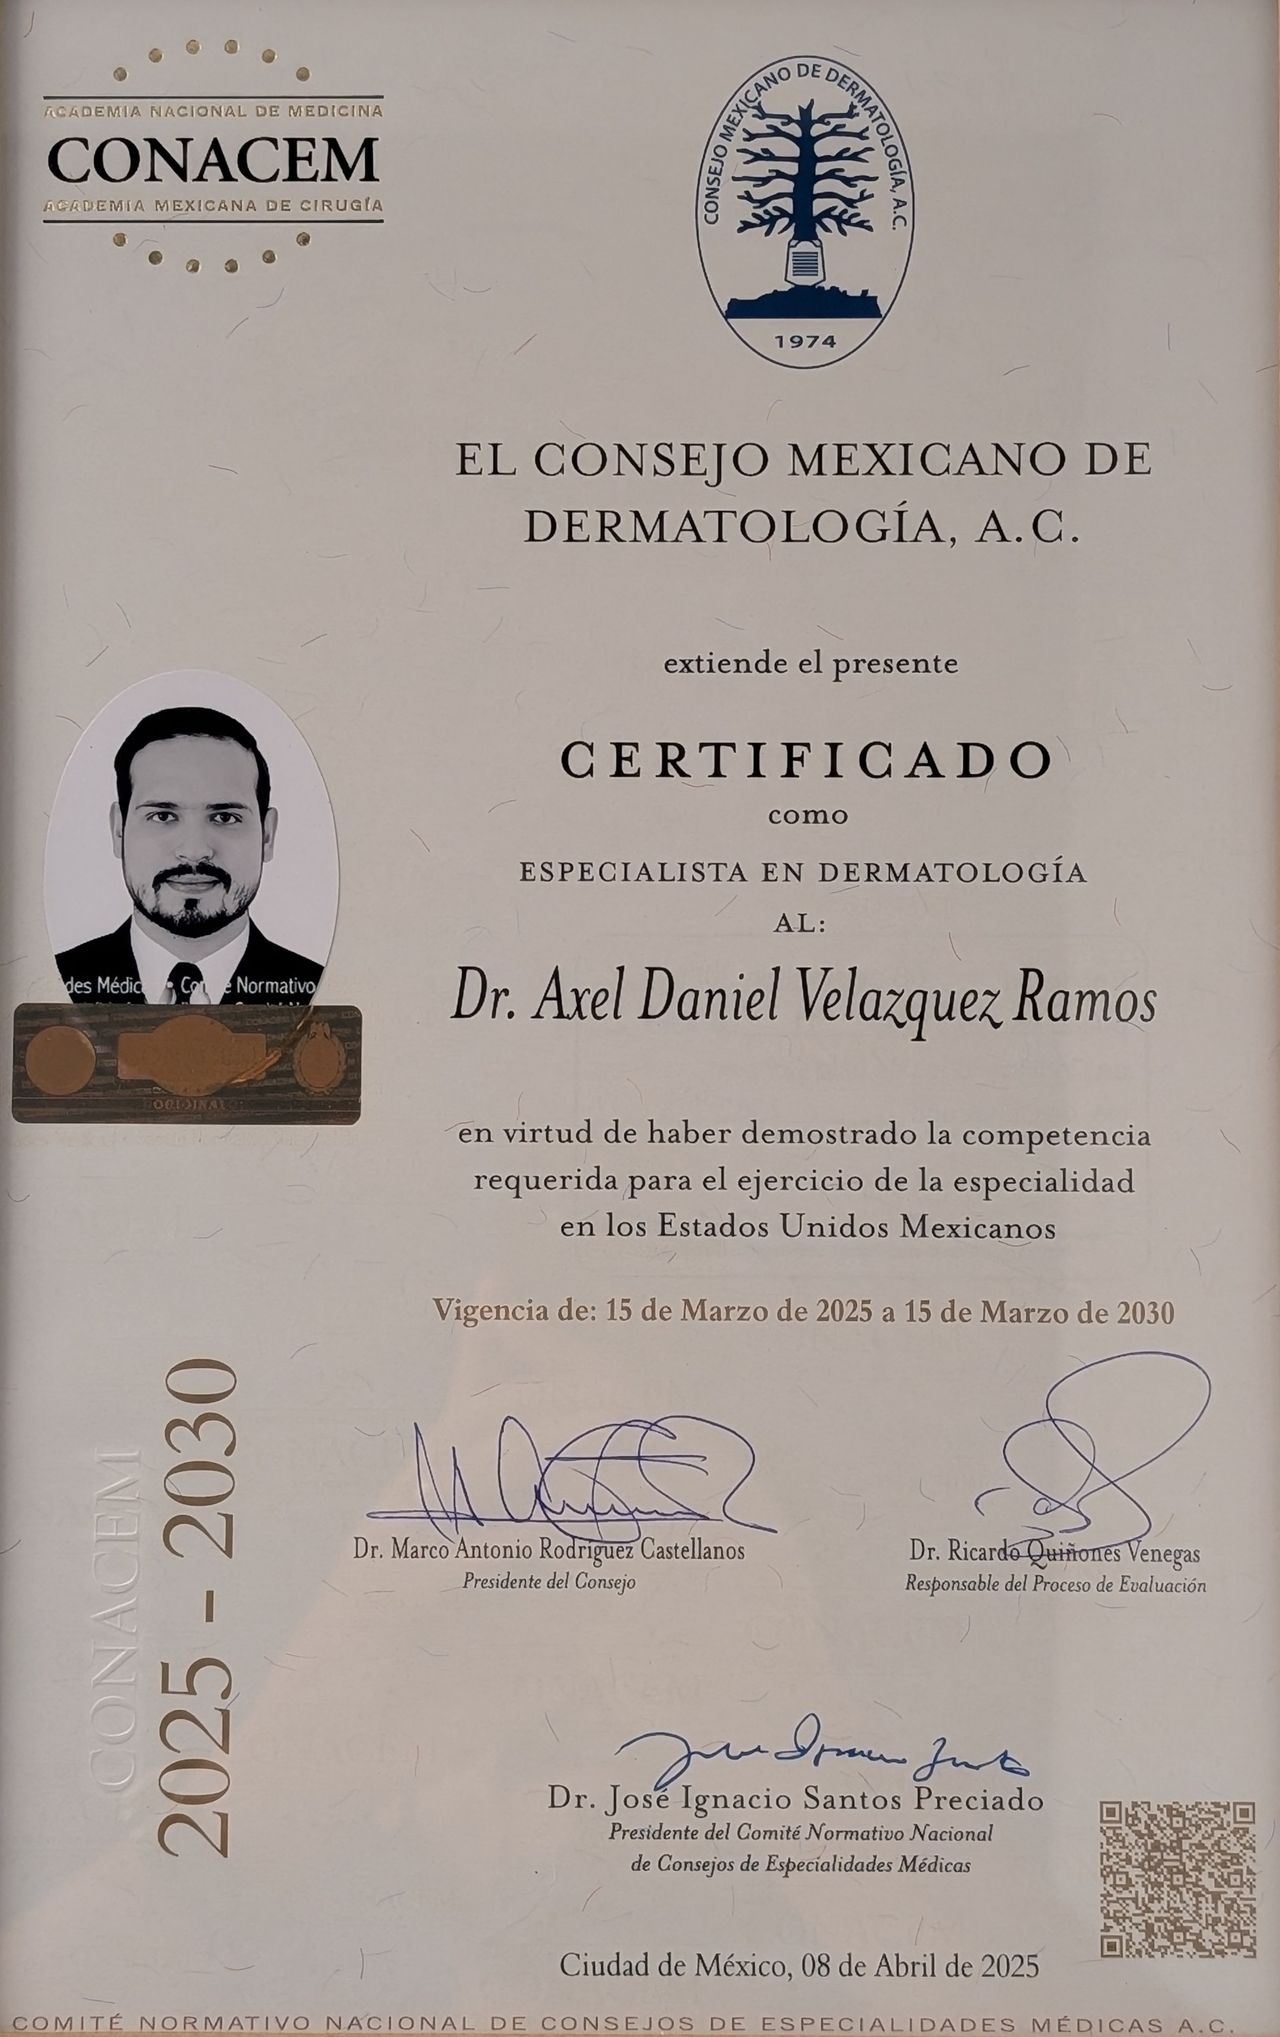 ACADEMIA NACIONAL DE MEDICINA
CONACEM
ACADEMIA MEXICANA DE CIRUGÍA
CONSEJO MEXICANO DE DERMATOLOGÍA, A.C.
1974
EL CONSEJO MEXICANO DE
DERMATOLOGÍA, A.C.
extiende el presente
CERTIFICADO
como
ESPECIALISTA EN DERMATOLOGÍA
AL:
Dr. Axel Daniel Velazquez Ramos
des Médic • Normativo
ORIGINAL
en virtud de haber demostrado la competencia
requerida para el ejercicio de la especialidad
en los Estados Unidos Mexicanos
Vigencia de: 15 de Marzo de 2025 a 15 de Marzo de 2030
CONACEM
2025 - 2030
Dr. Marco Antonio Rodríguez Castellanos
Presidente del Consejo
Dr. Ricardo Quiñones Venegas
Responsable del Proceso de Evaluación
Dr. José Ignacio Santos Preciado
Presidente del Comité Normativo Nacional
de Consejos de Especialidades Médicas
Ciudad de México, 08 de Abril de 2025
COMITÉ NORMATIVO NACIONAL DE CONSEJOS DE ESPECIALIDADES MÉDICAS A.C.